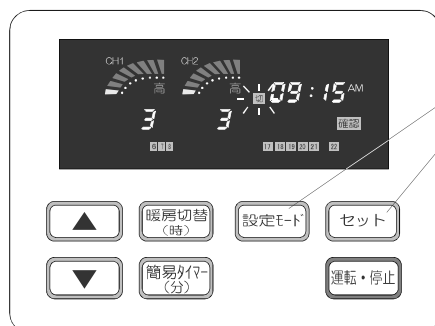 CH1 CH2
高 高 切 09:15 AM
3 3 確認
6 7 8 17 18 19 20 21 22
▲ 暖房切替 設定モード セット
(時)
▼ 簡易タイマー 運転・停止
(分)